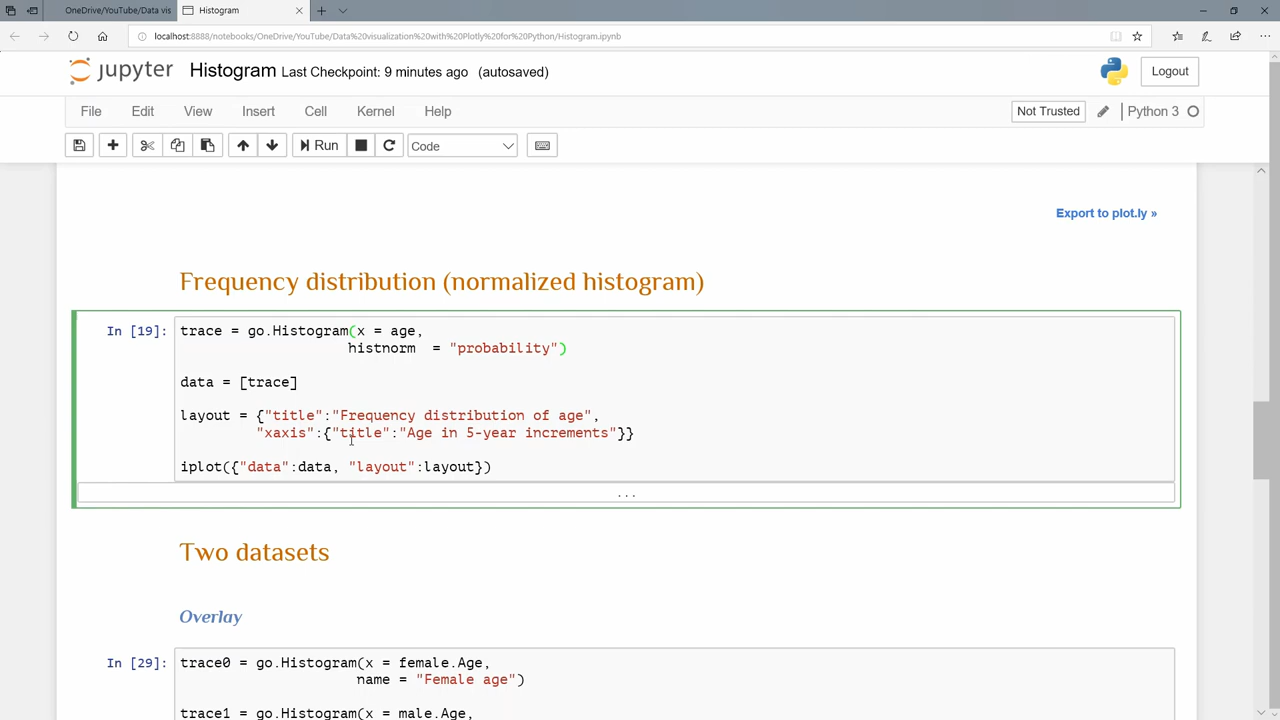 OneDrive/YouTube/Data vis
Histogram
localhost:8888/notebooks/OneDrive/YouTube/Data%20visualization%20with%20Plotly%20for%20Python/Histogram.ipynb
jupyter Histogram Last Checkpoint: 9 minutes ago (autosaved)
Logout
File Edit View Insert Cell Kernel Help
Not Trusted
Python 3
Run
Code
Export to plot.ly »
Frequency distribution (normalized histogram)
In [19]: trace = go.Histogram(x = age,
histnorm  = "probability")
data = [trace]
layout = {"title":"Frequency distribution of age",
"xaxis":{"title":"Age in 5-year increments"}}
iplot({"data":data, "layout":layout})
...
Two datasets
Overlay
In [29]: trace0 = go.Histogram(x = female.Age,
name = "Female age")
trace1 = go.Histogram(x = male.Age,